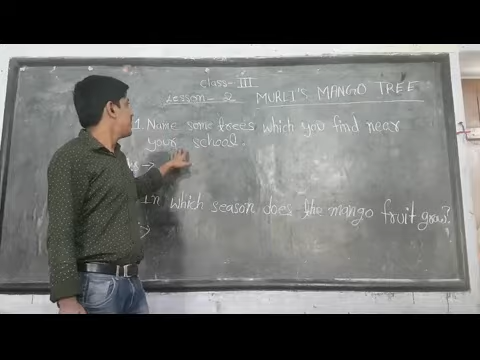 Class- III
Lesson- 2 MURLI'S MANGO TREE
1. Name some trees which you find near
your school.
In which season does the mango fruit grow?